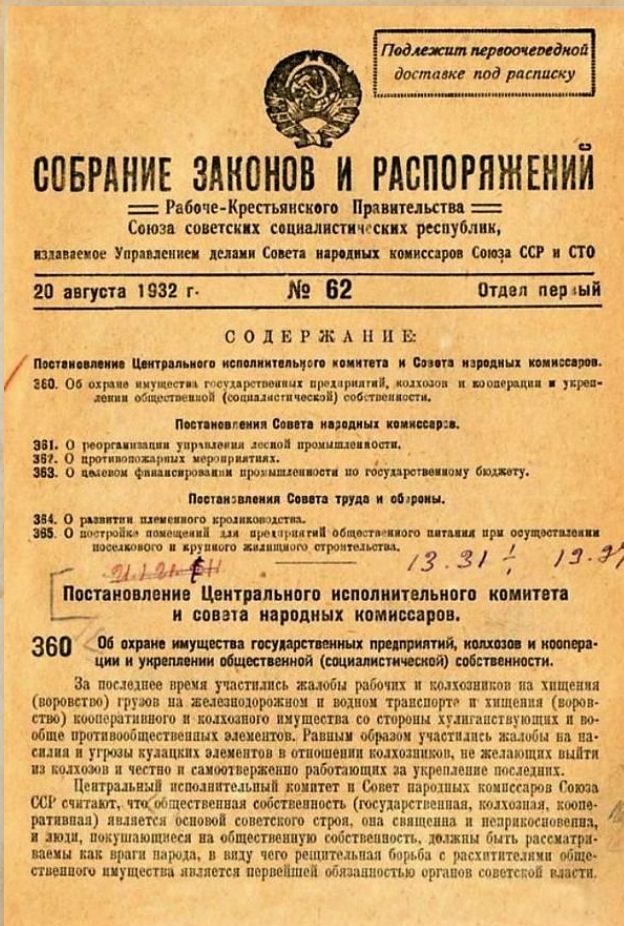 Подлежит первоочередной
доставке под расписку
СОБРАНИЕ ЗАКОНОВ И РАСПОРЯЖЕНИЙ
Рабоче-Крестьянского Правительства
Союза советских социалистических республик,
издаваемое Управлением делами Совета народных комиссаров Союза ССР и СТО
20 августа 1932 г. № 62 Отдел первый
СОДЕРЖАНИЕ:
Постановление Центрального исполнительного комитета и Совета народных комиссаров.
360. Об охране имущества государственных предприятий, колхозов и кооперации и укреп-
лении общественной (социалистической) собственности.
Постановления Совета народных комиссаров.
361. О реорганизации управления лесной промышленности.
362. О противопожарных мероприятиях.
363. О целевом финансировании промышленности по государственному бюджету.
Постановления Совета труда и обороны.
364. О развитии племенного кролиководства.
365. О постройке помещений для предприятий общественного питания при осуществлении
поселкового и крупного жилищного строительства.
13.31
Постановление Центрального исполнительного комитета
и совета народных комиссаров.
360 Об охране имущества государственных предприятий, колхозов и коопера-
ции и укреплении общественной (социалистической) собственности.
За последнее время участились жалобы рабочих и колхозников на хищения
(воровство) грузов на железнодорожном и водном транспорте и хищения (воров-
ство) кооперативного и колхозного имущества со стороны хулиганствующих и во-
обще противообщественных элементов. Равным образом участились жалобы на на-
силия и угрозы кулацких элементов в отношении колхозников, не желающих выйти
из колхозов и честно и самоотверженно работающих за укрепление последних.
Центральный исполнительный комитет и Совет народных комиссаров Союза
ССР считают, что общественная собственность (государственная, колхозная, коопе-
ративная) является основой советского строя, она священна и неприкосновенна,
и люди, покушающиеся на общественную собственность, должны быть рассматри-
ваемы как враги народа, в виду чего решительная борьба с расхитителями обще-
ственного имущества является первейшей обязанностью органов советской власти.